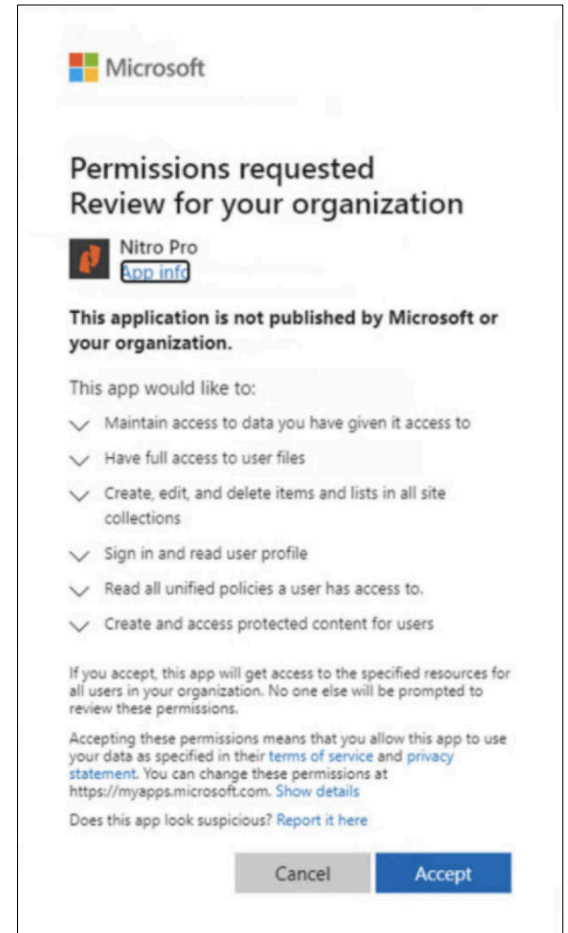 Microsoft
Permissions requested
Review for your organization
Nitro Pro
App info
This application is not published by Microsoft or
your organization.
This app would like to:
Maintain access to data you have given it access to
Have full access to user files
Create, edit, and delete items and lists in all site
collections
Sign in and read user profile
Read all unified policies a user has access to.
Create and access protected content for users
If you accept, this app will get access to the specified resources for
all users in your organization. No one else will be prompted to
review these permissions.
Accepting these permissions means that you allow this app to use
your data as specified in their terms of service and privacy
statement. You can change these permissions at
https://myapps.microsoft.com. Show details
Does this app look suspicious? Report it here
Cancel
Accept